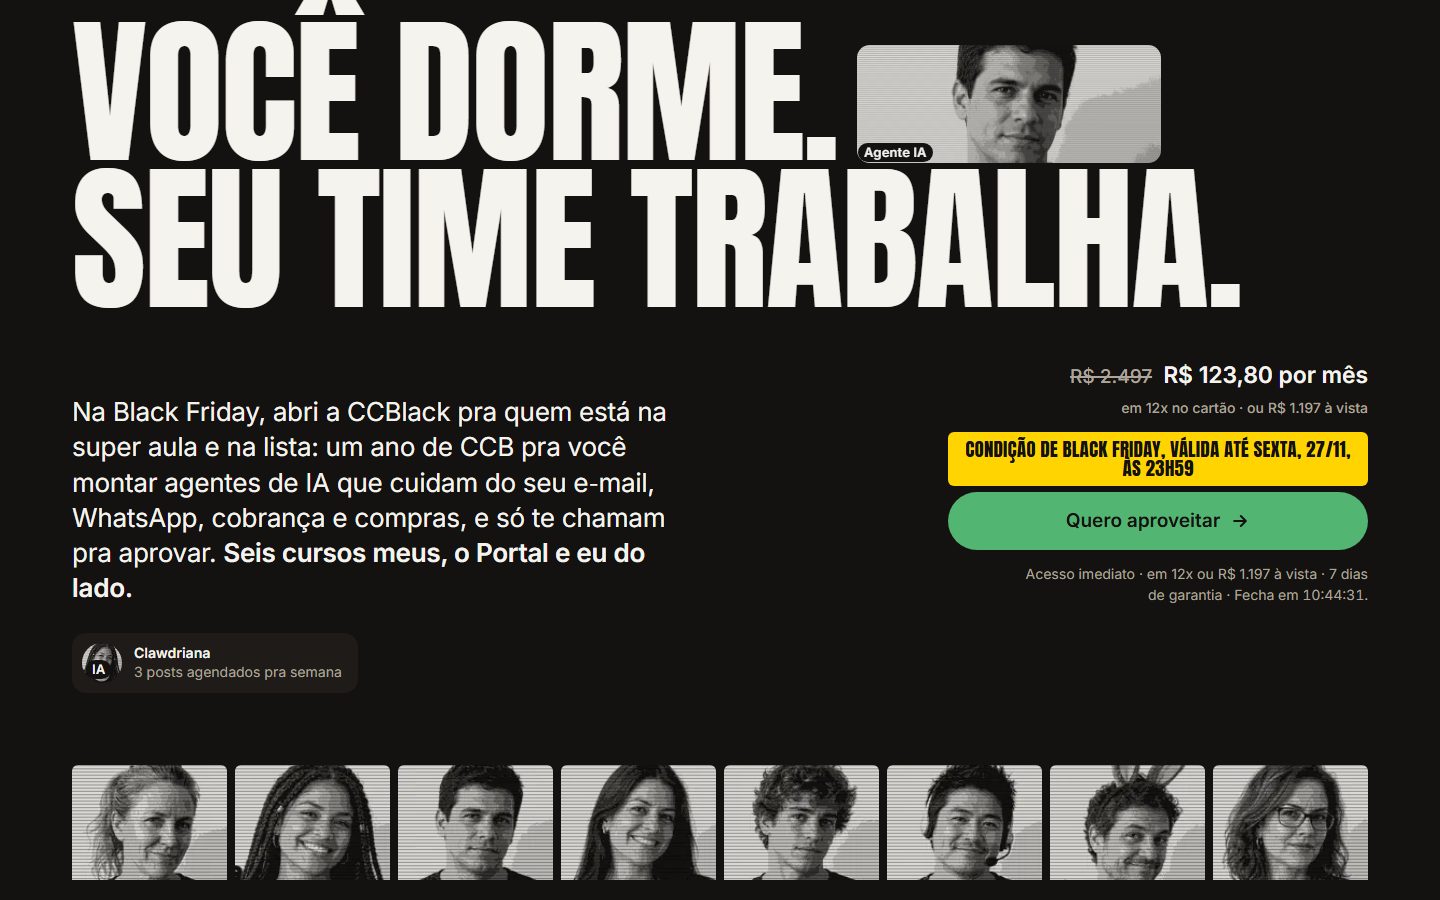 VOCÊ DORME.
Agente IA
SEU TIME TRABALHA.
Na Black Friday, abri a CCBlack pra quem está na
super aula e na lista: um ano de CCB pra você
montar agentes de IA que cuidam do seu e-mail,
WhatsApp, cobrança e compras, e só te chamam
pra aprovar. Seis cursos meus, o Portal e eu do
lado.
IA
Clawdriana
3 posts agendados pra semana
R$ 2.497 R$ 123,80 por mês
em 12x no cartão · ou R$ 1.197 à vista
CONDIÇÃO DE BLACK FRIDAY, VÁLIDA ATÉ SEXTA, 27/11,
ÀS 23H59
Quero aproveitar →
Acesso imediato · em 12x ou R$ 1.197 à vista · 7 dias
de garantia · Fecha em 10:44:31.